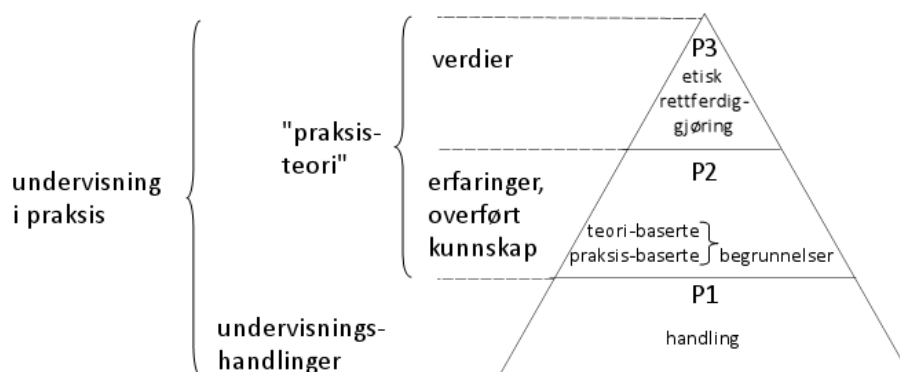 undervisning
i praksis
"praksis-
teori"
undervisnings-
handlinger
verdier
erfaringer,
overført
kunnskap
P3
etisk
rettferdig-
gjøring
P2
teori-baserte
praksis-baserte
begrunnelser
P1
handling